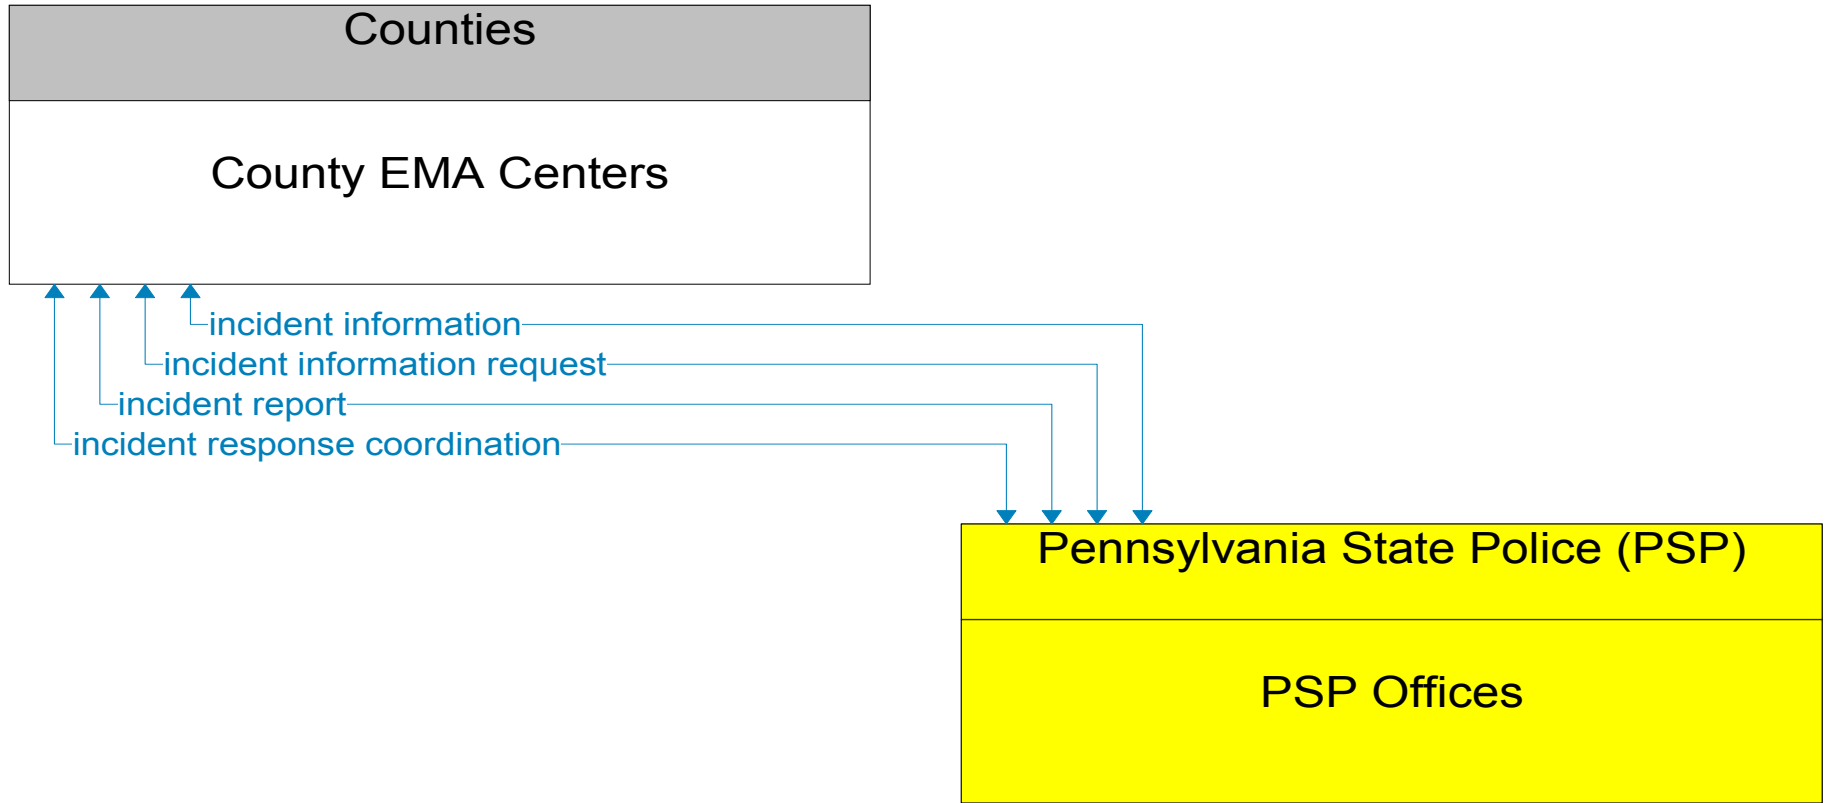 Counties
County EMA Centers
incident information
incident information request
incident report
incident response coordination
Pennsylvania State Police (PSP)
PSP Offices